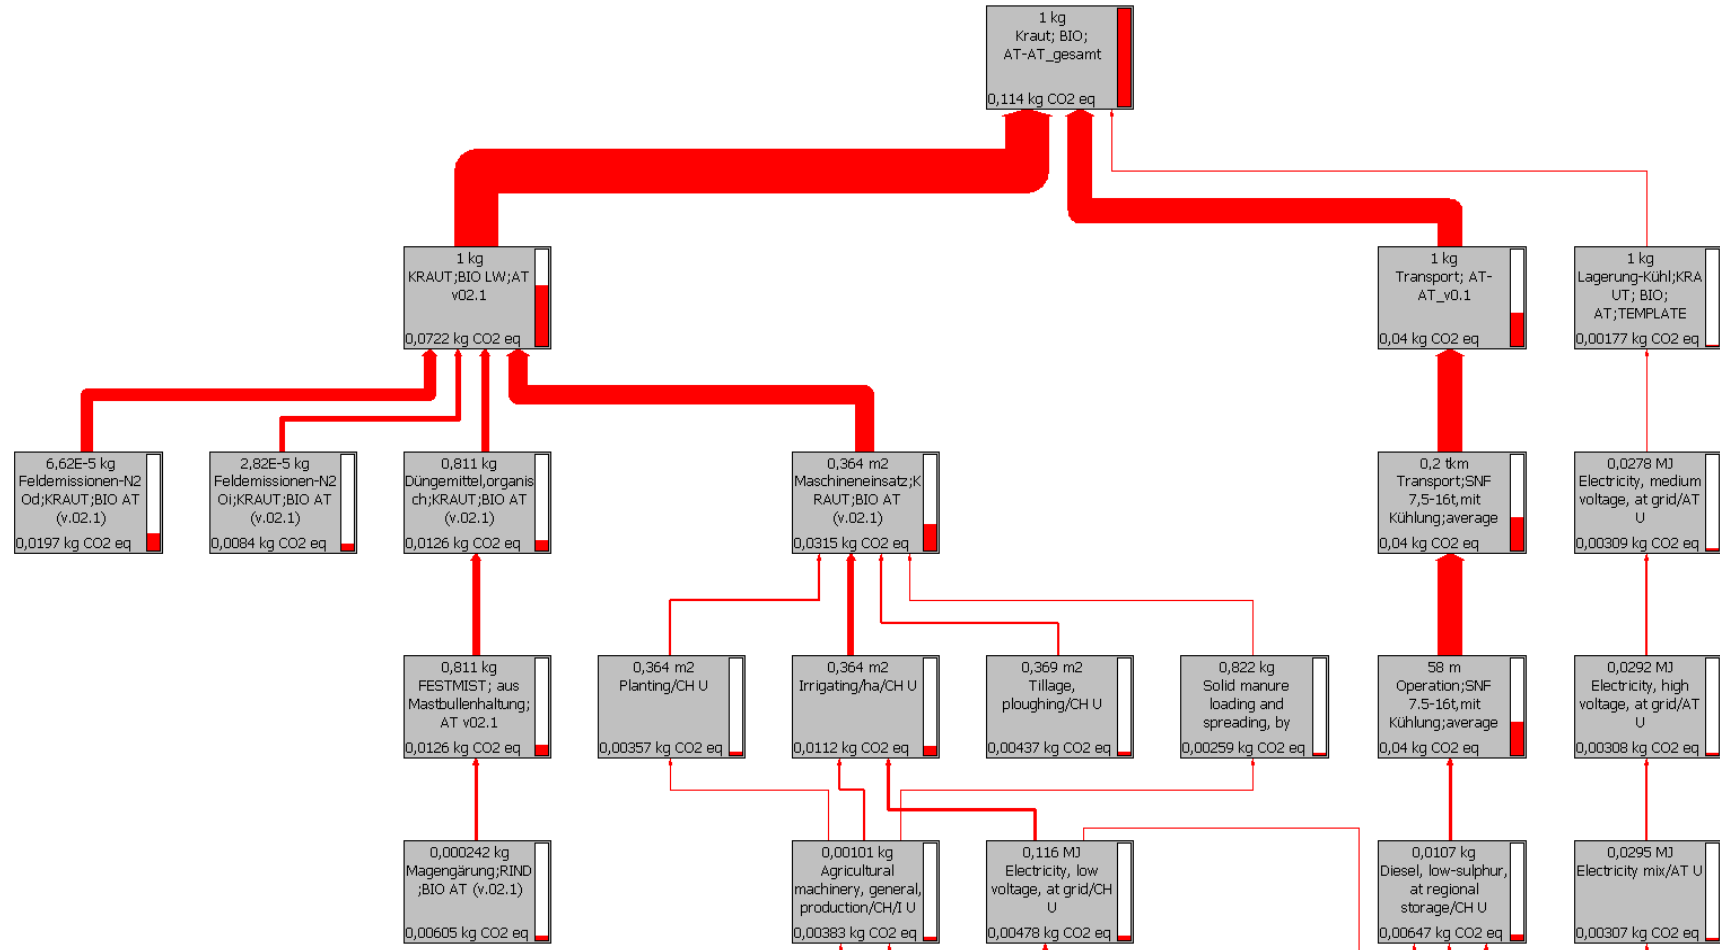 1 kg
Kraut; BIO;
AT-AT_gesamt
0,114 kg CO2 eq
1 kg
KRAUT;BIO LW;AT
v02.1
0,0722 kg CO2 eq
1 kg
Transport; AT-
AT_v0.1
0,04 kg CO2 eq
1 kg
Lagerung-Kühl;KRA
UT; BIO;
AT;TEMPLATE
0,00177 kg CO2 eq
6,62E-5 kg
Feldemissionen-N2
Od;KRAUT;BIO AT
(v.02.1)
0,0197 kg CO2 eq
2,82E-5 kg
Feldemissionen-N2
Oi;KRAUT;BIO AT
(v.02.1)
0,0084 kg CO2 eq
0,811 kg
Düngemittel,organis
ch;KRAUT;BIO AT
(v.02.1)
0,0126 kg CO2 eq
0,364 m2
Maschineneinsatz;K
RAUT;BIO AT
(v.02.1)
0,0315 kg CO2 eq
0,2 tkm
Transport;SNF
7,5-16t,mit
Kühlung;average
0,04 kg CO2 eq
0,0278 MJ
Electricity, medium
voltage, at grid/AT
U
0,00309 kg CO2 eq
0,811 kg
FESTMIST; aus
Mastbullenhaltung;
AT v02.1
0,0126 kg CO2 eq
0,364 m2
Planting/CH U
0,00357 kg CO2 eq
0,364 m2
Irrigating/ha/CH U
0,0112 kg CO2 eq
0,369 m2
Tillage,
ploughing/CH U
0,00437 kg CO2 eq
0,822 kg
Solid manure
loading and
spreading, by
0,00259 kg CO2 eq
58 m
Operation;SNF
7.5-16t,mit
Kühlung;average
0,04 kg CO2 eq
0,0292 MJ
Electricity, high
voltage, at grid/AT
U
0,00308 kg CO2 eq
0,000242 kg
Magengärung;RIND
;BIO AT (v.02.1)
0,00605 kg CO2 eq
0,00101 kg
Agricultural
machinery, general,
production/CH/I U
0,00383 kg CO2 eq
0,116 MJ
Electricity, low
voltage, at grid/CH
U
0,00478 kg CO2 eq
0,0107 kg
Diesel, low-sulphur,
at regional
storage/CH U
0,00647 kg CO2 eq
0,0295 MJ
Electricity mix/AT U
0,00307 kg CO2 eq